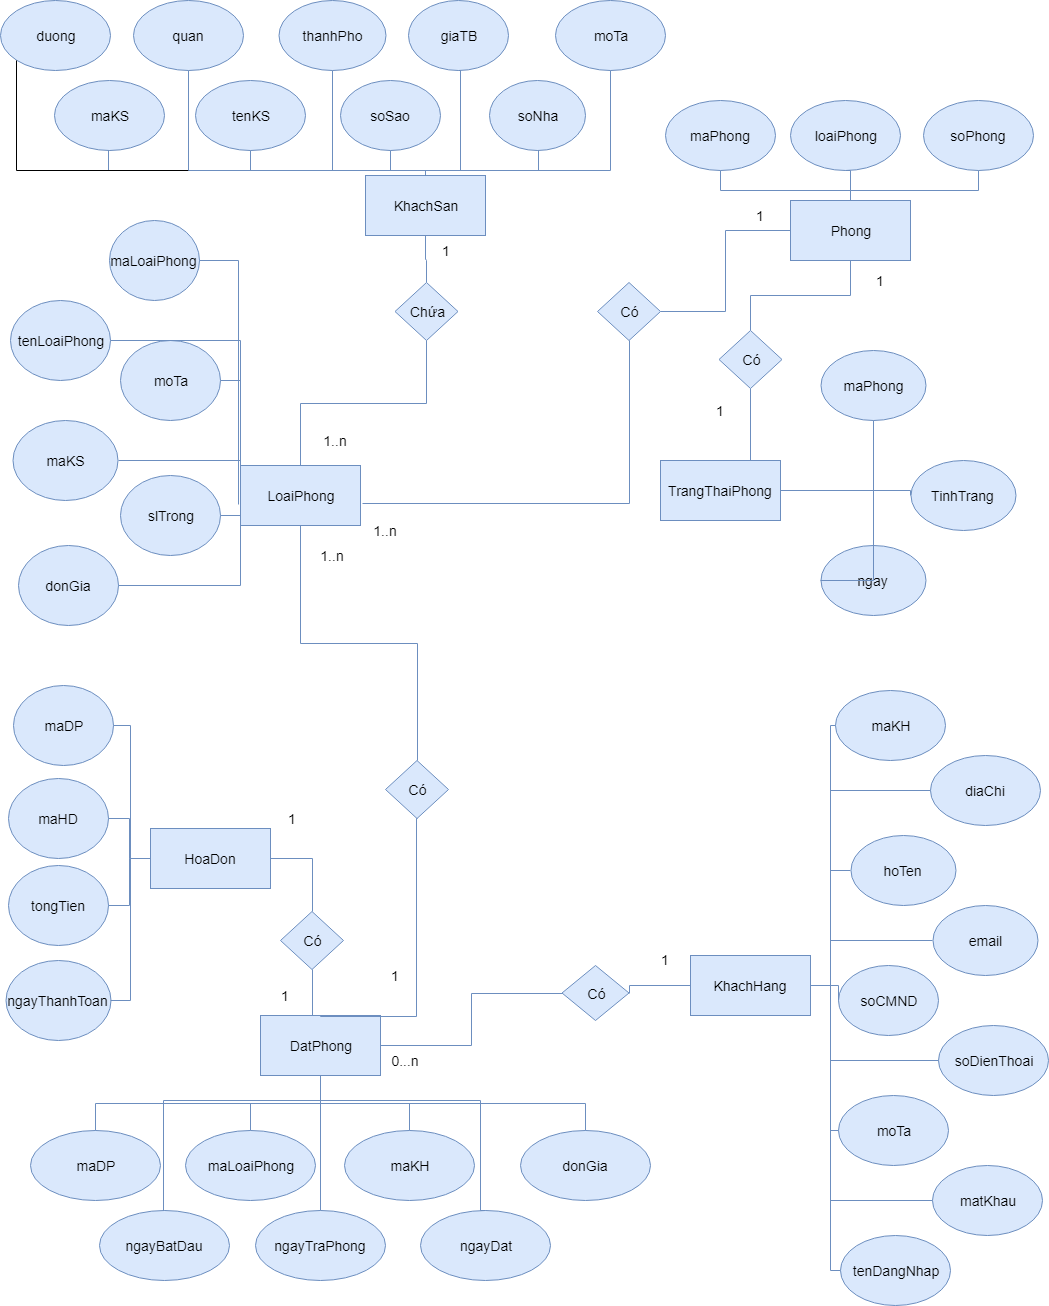 duong
quan
thanhPho
giaTB
moTa
maKS
tenKS
soSao
soNha
maPhong
loaiPhong
soPhong
KhachSan
1
1
Phong
maLoaiPhong
1
Chứa
Có
tenLoaiPhong
moTa
Có
maPhong
1
1..n
maKS
LoaiPhong
TrangThaiPhong
TinhTrang
slTrong
1..n
1..n
donGia
ngay
maDP
maKH
diaChi
Có
maHD
1
HoaDon
hoTen
tongTien
Có
email
1
1
KhachHang
Có
1
ngayThanhToan
soCMND
DatPhong
0...n
soDienThoai
moTa
maDP
maLoaiPhong
maKH
donGia
matKhau
ngayBatDau
ngayTraPhong
ngayDat
tenDangNhap